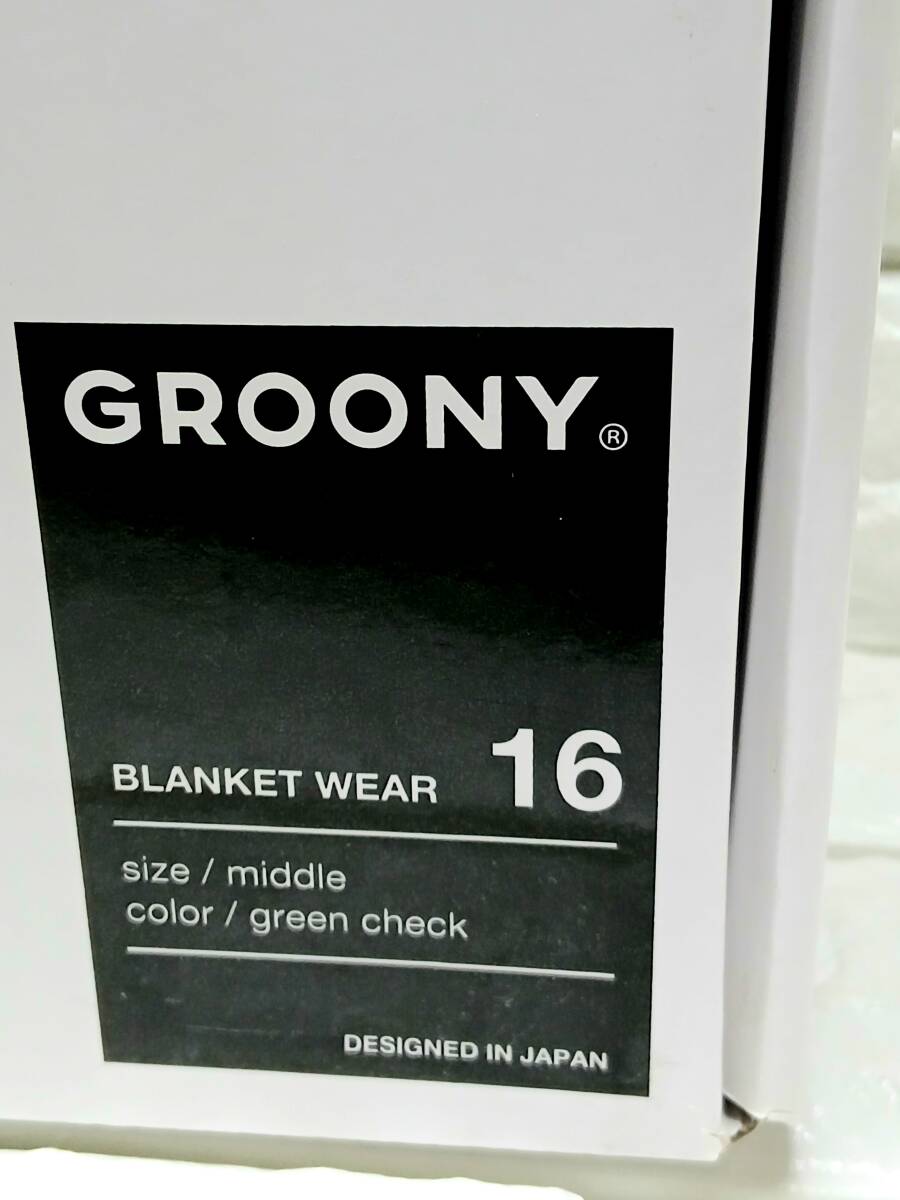 GROONY®
BLANKET WEAR 16
size / middle
color / green check
DESIGNED IN JAPAN